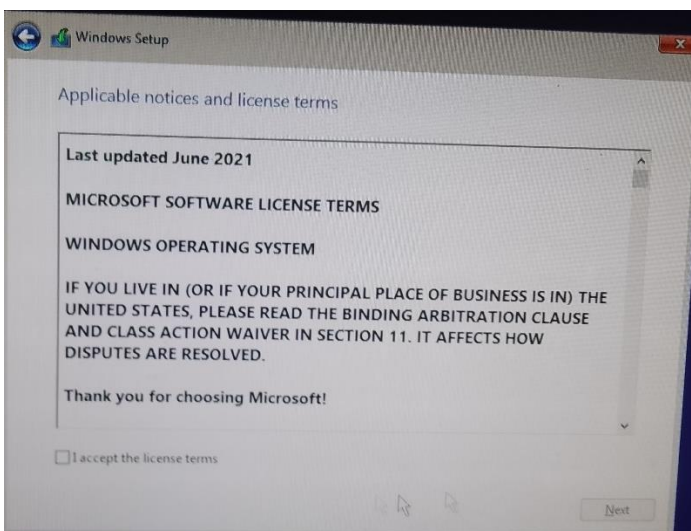 Windows Setup
Applicable notices and license terms
Last updated June 2021
MICROSOFT SOFTWARE LICENSE TERMS
WINDOWS OPERATING SYSTEM
IF YOU LIVE IN (OR IF YOUR PRINCIPAL PLACE OF BUSINESS IS IN) THE
UNITED STATES, PLEASE READ THE BINDING ARBITRATION CLAUSE
AND CLASS ACTION WAIVER IN SECTION 11. IT AFFECTS HOW
DISPUTES ARE RESOLVED.
Thank you for choosing Microsoft!
I accept the license terms
Next